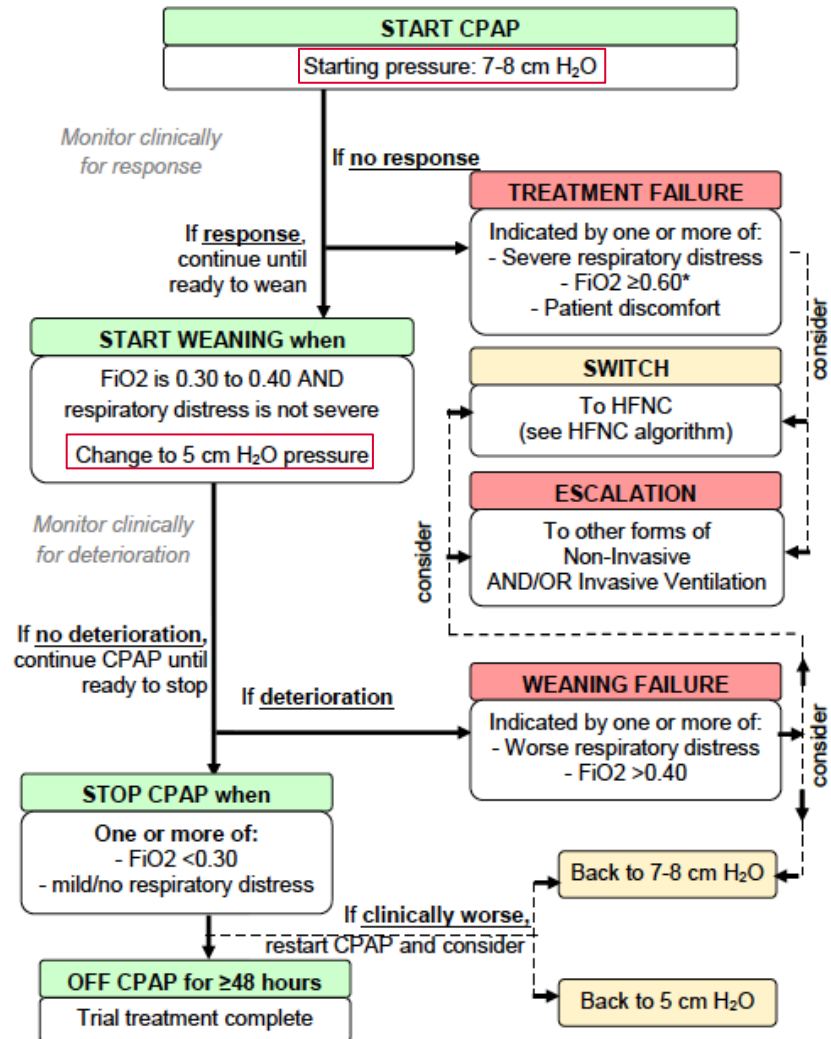 START CPAP
Starting pressure: 7-8 cm H₂O
Monitor clinically
for response
If no response
TREATMENT FAILURE
Indicated by one or more of:
- Severe respiratory distress
- FiO2 ≥0.60*
- Patient discomfort
consider
If response,
continue until
ready to wean
START WEANING when
FiO2 is 0.30 to 0.40 AND
respiratory distress is not severe
Change to 5 cm H₂O pressure
SWITCH
To HFNC
(see HFNC algorithm)
ESCALATION
To other forms of
Non-Invasive
AND/OR Invasive Ventilation
consider
Monitor clinically
for deterioration
If no deterioration,
continue CPAP until
ready to stop
If deterioration
WEANING FAILURE
Indicated by one or more of:
- Worse respiratory distress
- FiO2 >0.40
consider
STOP CPAP when
One or more of:
- FiO2 <0.30
- mild/no respiratory distress
Back to 7-8 cm H₂O
If clinically worse,
restart CPAP and consider
OFF CPAP for ≥48 hours
Trial treatment complete
Back to 5 cm H₂O